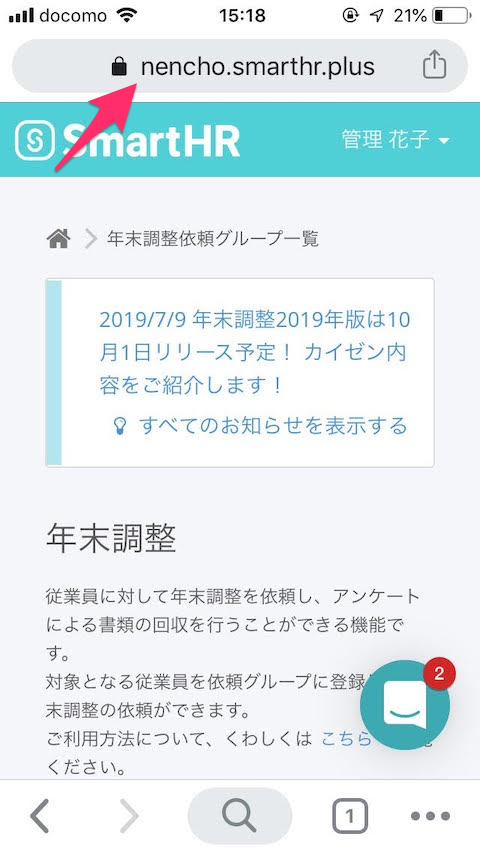 docomo 15:18 21%
nencho.smarthr.plus
SmartHR 管理 花子
年末調整依頼グループ一覧
2019/7/9 年末調整2019年版は10
月1日リリース予定！ カイゼン内
容をご紹介します！
すべてのお知らせを表示する
年末調整
従業員に対して年末調整を依頼し、アンケート
による書類の回収を行うことができる機能で
す。
対象となる従業員を依頼グループに登録
末調整の依頼ができます。
2
ご利用方法について、くわしくは こちら
ください。
1